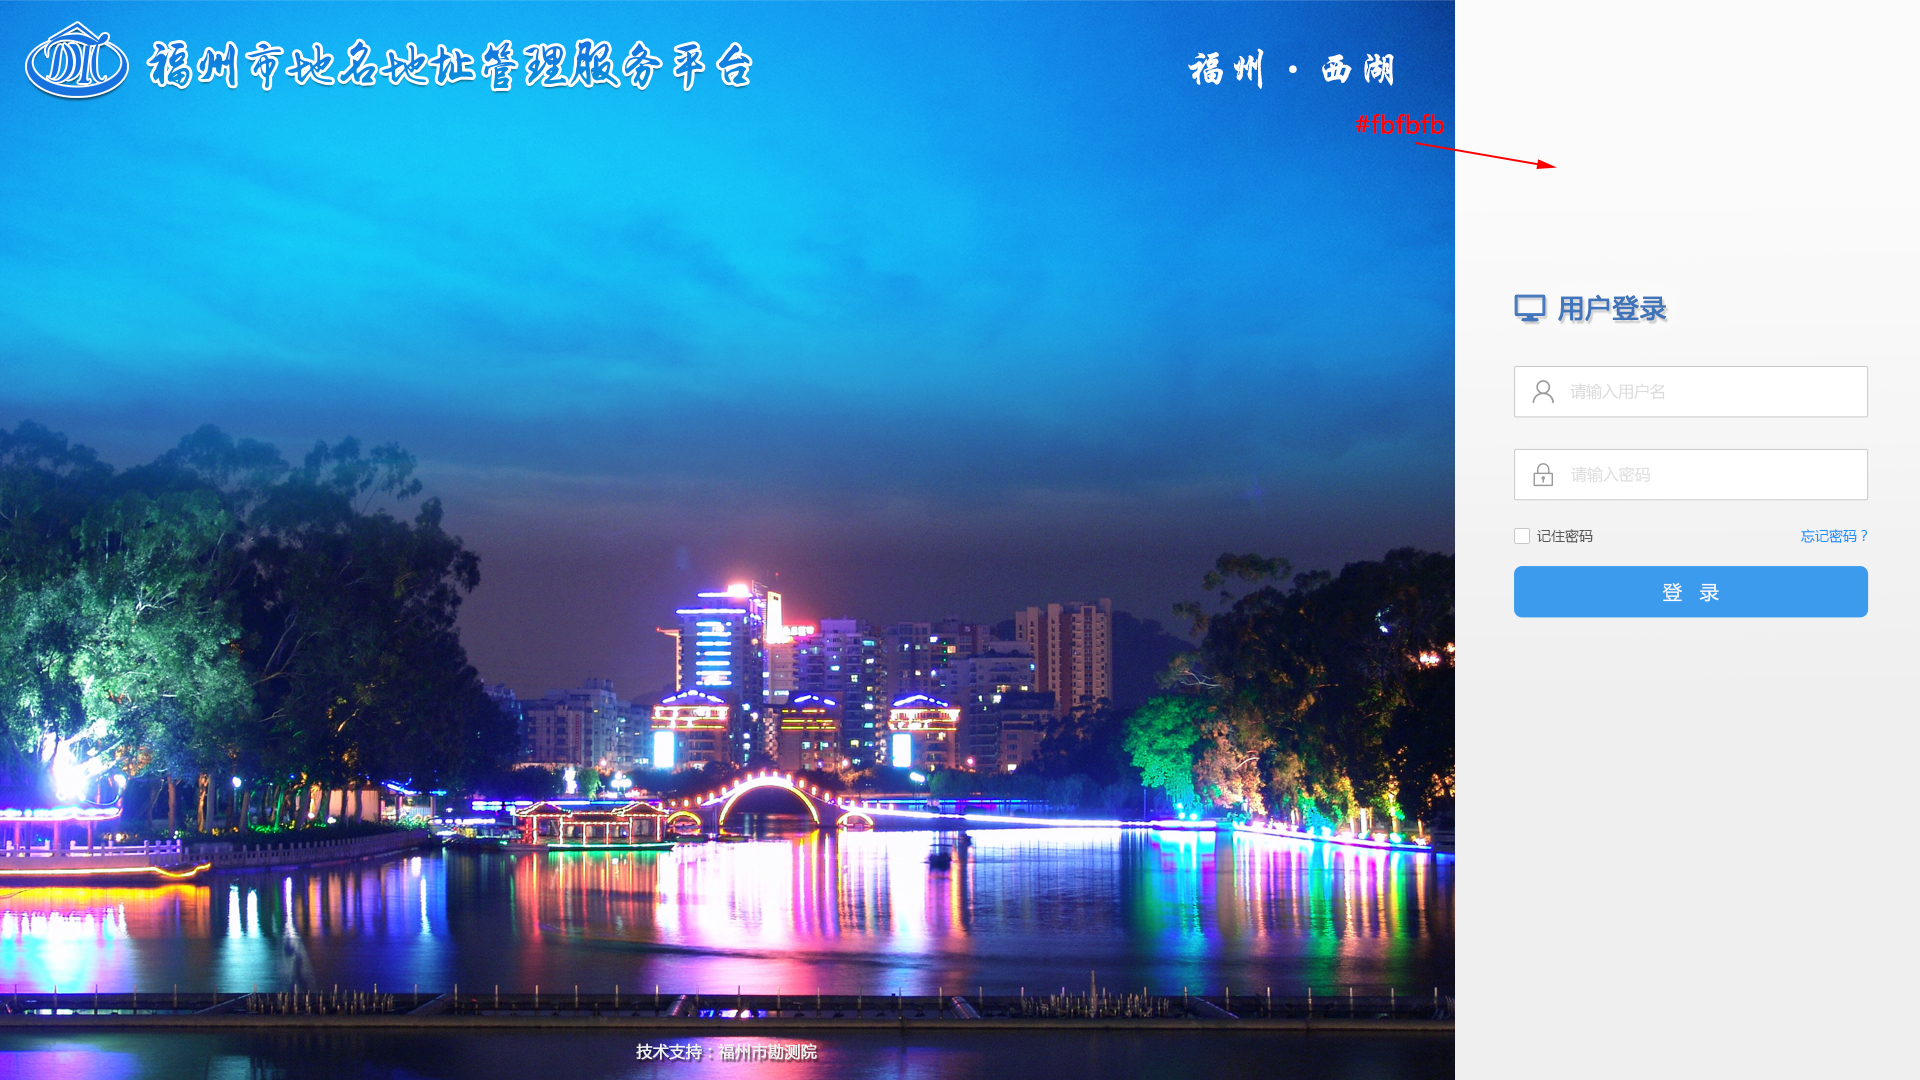 福州市地名地址管理服务平台
福州·西湖
#fbfbfb
用户登录
请输入用户名
请输入密码
记住密码
忘记密码？
登 录
技术支持：福州市勘测院